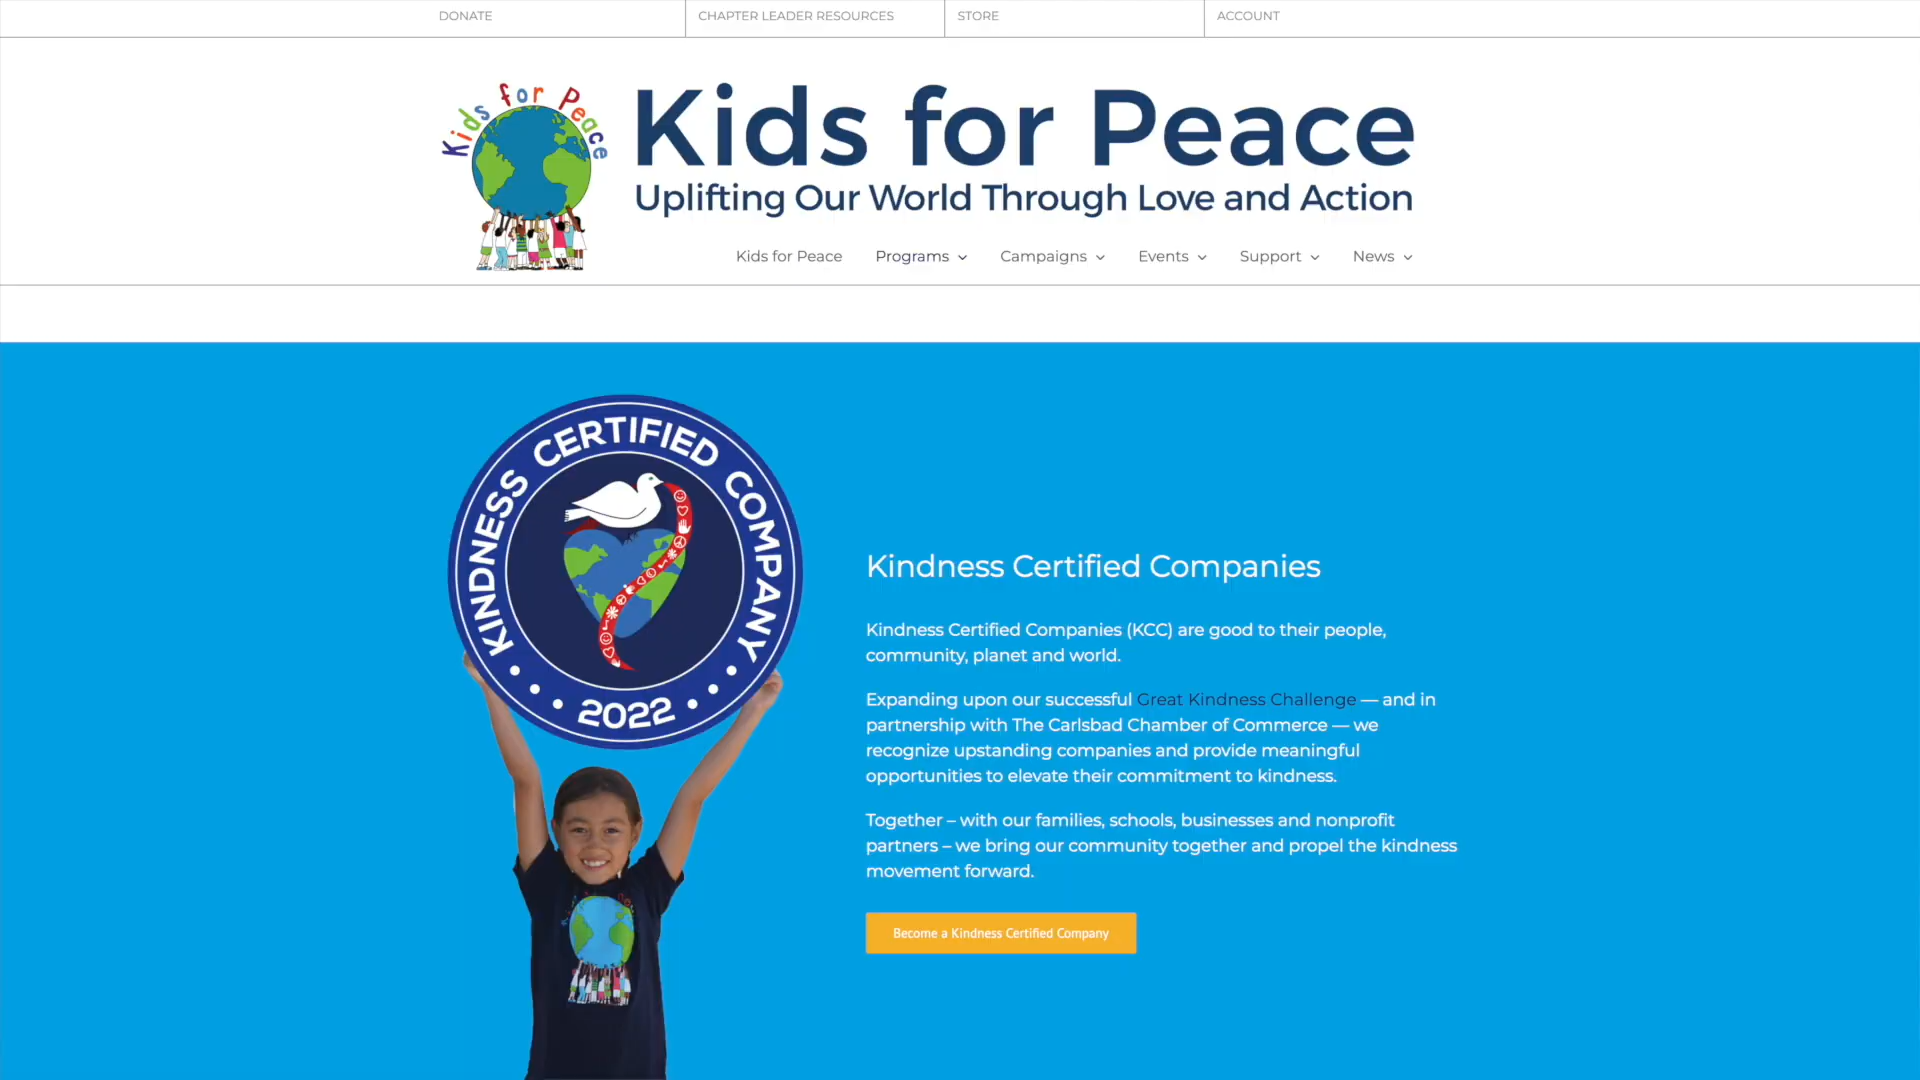 DONATE
CHAPTER LEADER RESOURCES
STORE
ACCOUNT
Kids for Peace
Kids for Peace
Uplifting Our World Through Love and Action
Kids for Peace
Programs
Campaigns
Events
Support
News
KINDNESS CERTIFIED COMPANY
2022
Kindness Certified Companies
Kindness Certified Companies (KCC) are good to their people,
community, planet and world.
Expanding upon our successful Great Kindness Challenge — and in
partnership with The Carlsbad Chamber of Commerce — we
recognize upstanding companies and provide meaningful
opportunities to elevate their commitment to kindness.
Together – with our families, schools, businesses and nonprofit
partners – we bring our community together and propel the kindness
movement forward.
Become a Kindness Certified Company